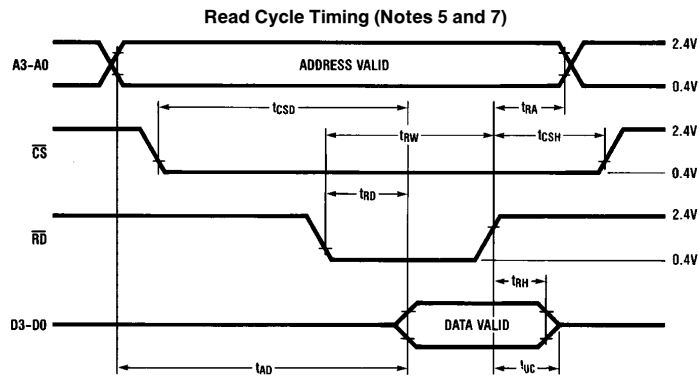 Read Cycle Timing (Notes 5 and 7)
A3-A0
ADDRESS VALID
2.4V
0.4V
tCSD
tRA
tRW
tCSH
CS
2.4V
0.4V
tRD
RD
2.4V
0.4V
tRH
D3-D0
DATA VALID
tAD
tUC